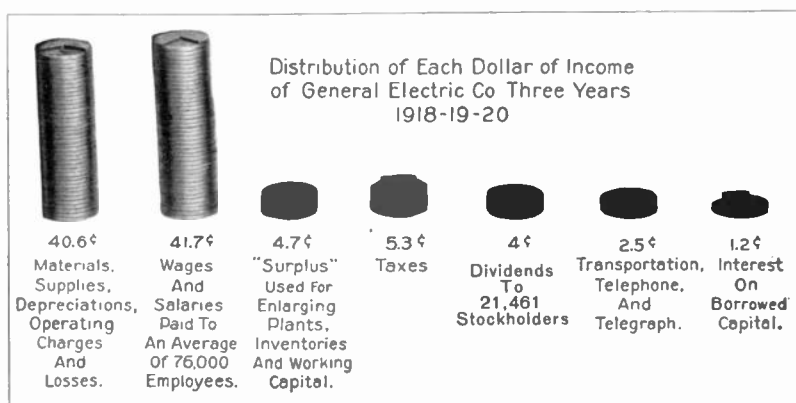 Distribution of Each Dollar of Income
of General Electric Co Three Years
1918-19-20
40.6¢
Materials,
Supplies,
Depreciations,
Operating
Charges
And
Losses.
41.7¢
Wages
And
Salaries
Paid To
An Average
Of 76,000
Employees.
4.7¢
"Surplus"
Used For
Enlarging
Plants,
Inventories
And Working
Capital.
5.3¢
Taxes
4¢
Dividends
To
21,461
Stockholders
2.5¢
Transportation,
Telephone,
And
Telegraph.
1.2¢
Interest
On
Borrowed
Capital.